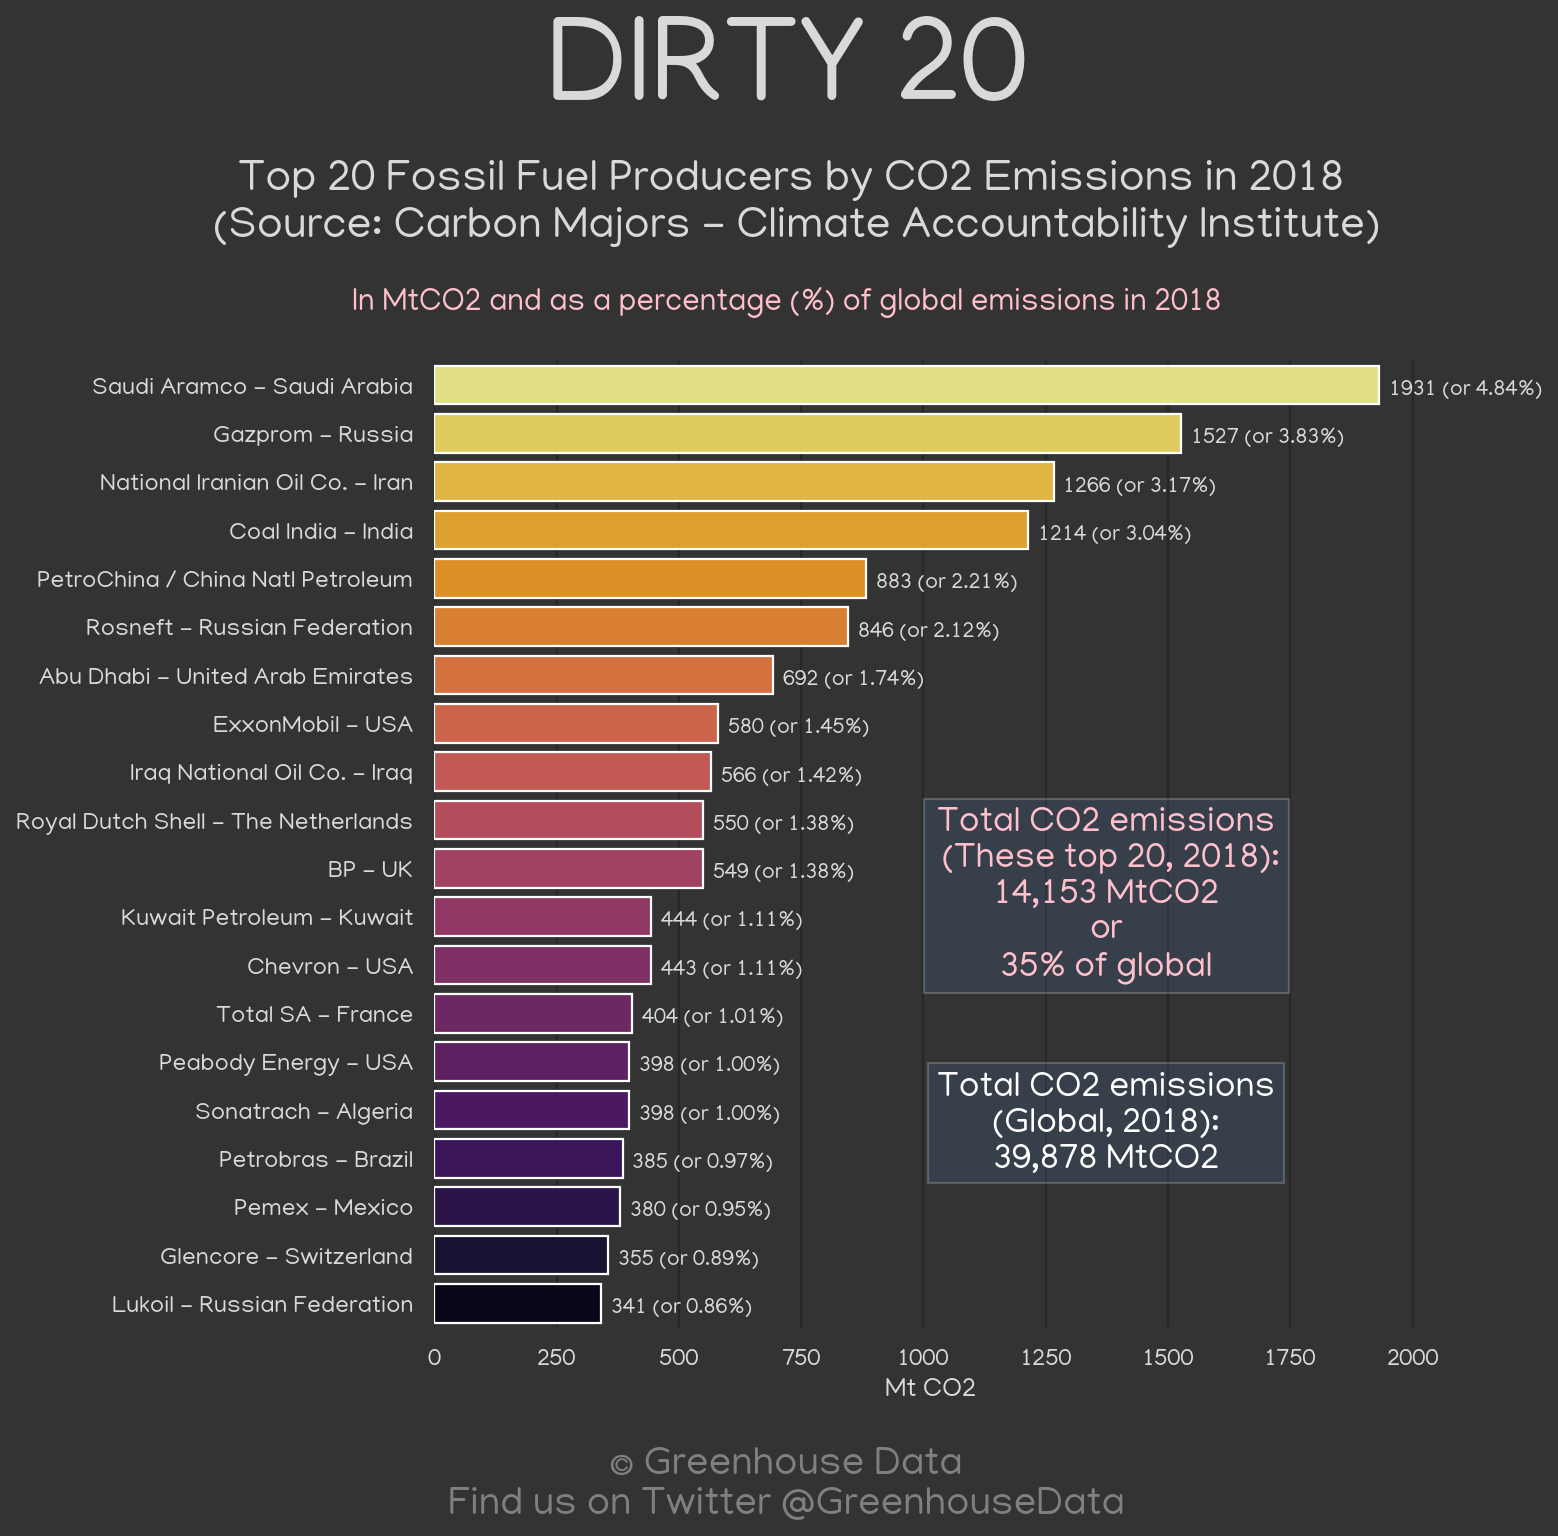 DIRTY 20
Top 20 Fossil Fuel Producers by CO2 Emissions in 2018
(Source: Carbon Majors – Climate Accountability Institute)
In MtCO2 and as a percentage (%) of global emissions in 2018
Saudi Aramco – Saudi Arabia 1931 (or 4.84%)
Gazprom – Russia 1527 (or 3.83%)
National Iranian Oil Co. – Iran 1266 (or 3.17%)
Coal India – India 1214 (or 3.04%)
PetroChina / China Natl Petroleum 883 (or 2.21%)
Rosneft – Russian Federation 846 (or 2.12%)
Abu Dhabi – United Arab Emirates 692 (or 1.74%)
ExxonMobil – USA 580 (or 1.45%)
Iraq National Oil Co. – Iraq 566 (or 1.42%)
Royal Dutch Shell – The Netherlands 550 (or 1.38%)
BP – UK 549 (or 1.38%)
Kuwait Petroleum – Kuwait 444 (or 1.11%)
Chevron – USA 443 (or 1.11%)
Total SA – France 404 (or 1.01%)
Peabody Energy – USA 398 (or 1.00%)
Sonatrach – Algeria 398 (or 1.00%)
Petrobras – Brazil 385 (or 0.97%)
Pemex – Mexico 380 (or 0.95%)
Glencore – Switzerland 355 (or 0.89%)
Lukoil – Russian Federation 341 (or 0.86%)
Total CO2 emissions
(These top 20, 2018):
14,153 MtCO2
or
35% of global
Total CO2 emissions
(Global, 2018):
39,878 MtCO2
0 250 500 750 1000 1250 1500 1750 2000
Mt CO2
© Greenhouse Data
Find us on Twitter @GreenhouseData